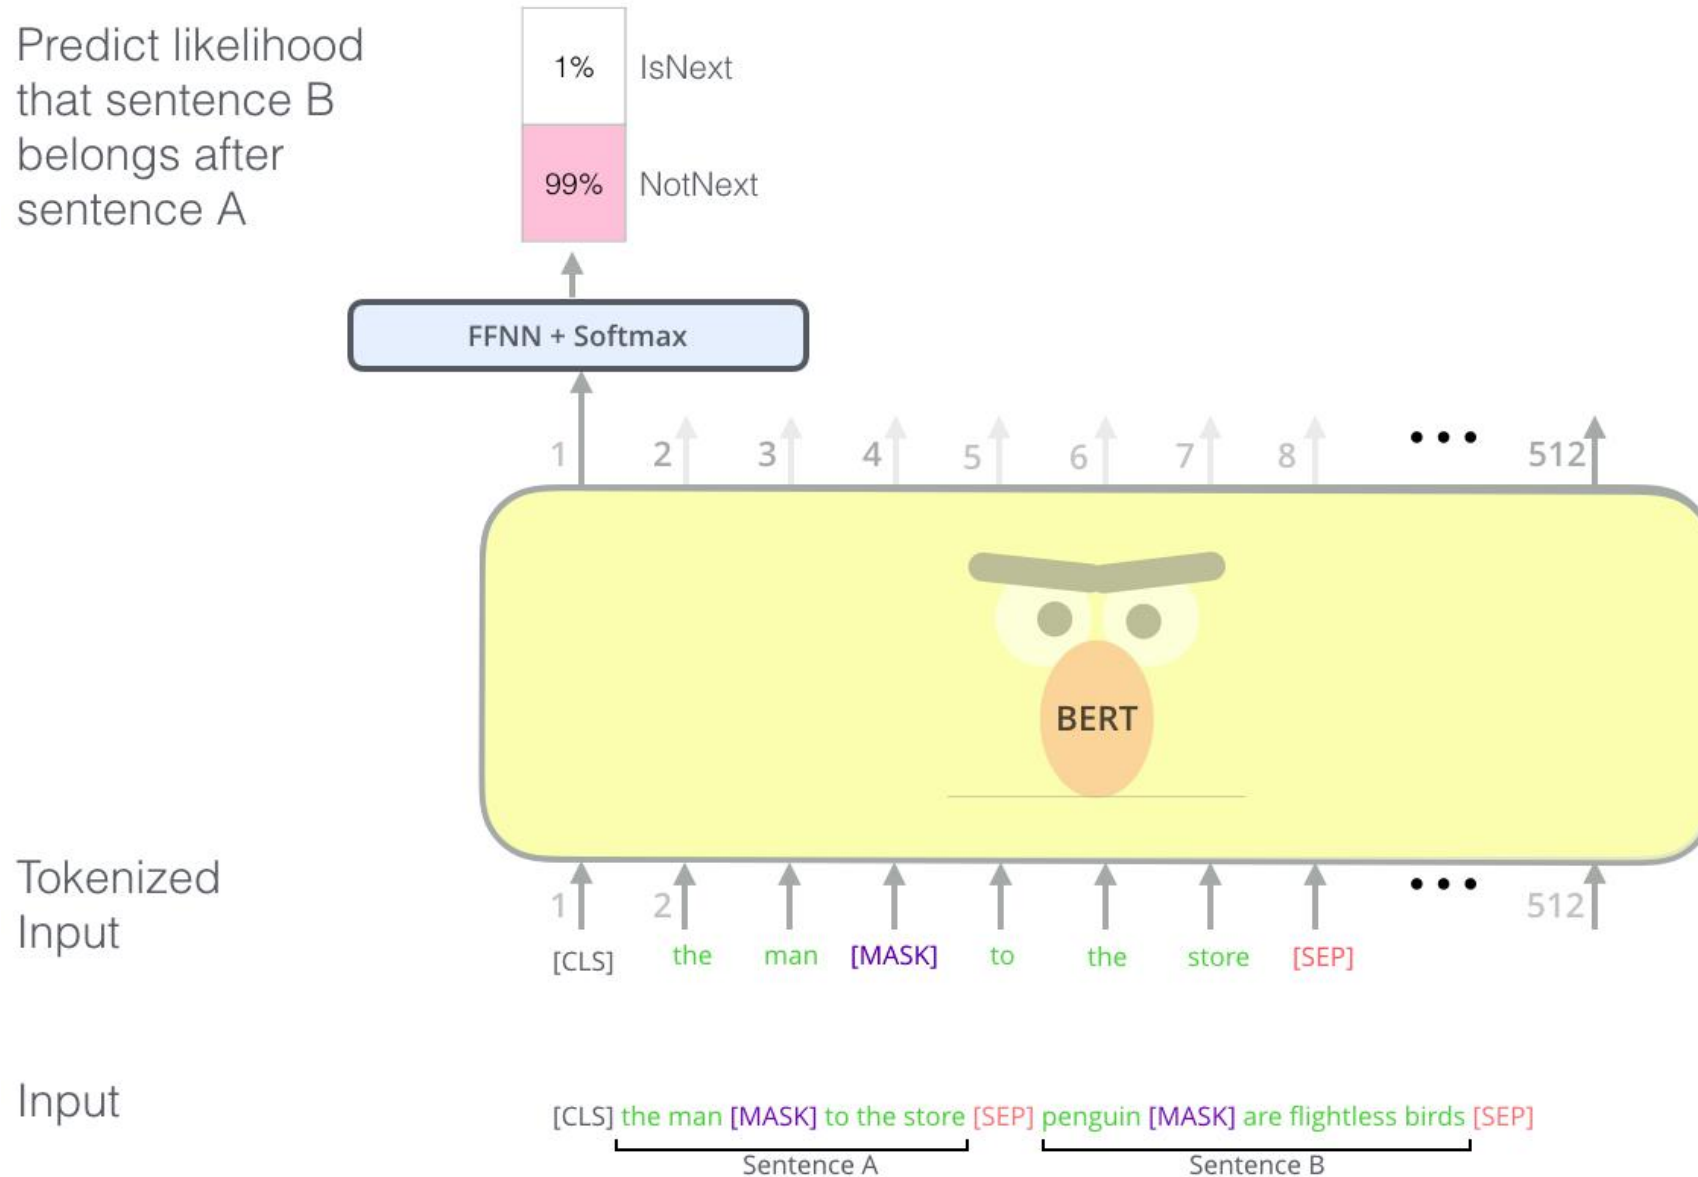 Predict likelihood
that sentence B
belongs after
sentence A
1% IsNext
99% NotNext
FFNN + Softmax
1 2 3 4 5 6 7 8 ••• 512
BERT
Tokenized
Input
1 2 ••• 512
[CLS] the man [MASK] to the store [SEP]
Input
[CLS] the man [MASK] to the store [SEP] penguin [MASK] are flightless birds [SEP]
Sentence A Sentence B